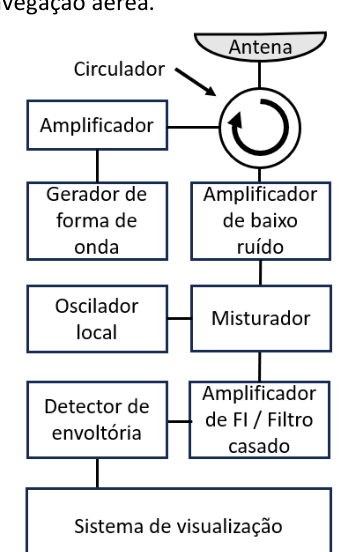 navegação aérea.
Antena
Circulador
Amplificador
Gerador de
forma de
onda
Amplificador
de baixo
ruído
Oscilador
local
Misturador
Detector de
envoltória
Amplificador
de FI / Filtro
casado
Sistema de visualização